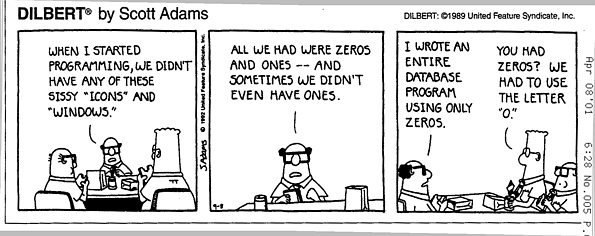 DILBERT® by Scott Adams
DILBERT: ©1989 United Feature Syndicate, Inc.
WHEN I STARTED
PROGRAMMING, WE DIDN'T
HAVE ANY OF THESE
SISSY "ICONS" AND
"WINDOWS."
S.Adams
© 1992 United Feature Syndicate, Inc.
ALL WE HAD WERE ZEROS
AND ONES -- AND
SOMETIMES WE DIDN'T
EVEN HAVE ONES.
4-8
I WROTE AN
ENTIRE
DATABASE
PROGRAM
USING ONLY
ZEROS.
YOU HAD
ZEROS? WE
HAD TO USE
THE LETTER
"O."
Apr 08'01 6:28 No.005 P.